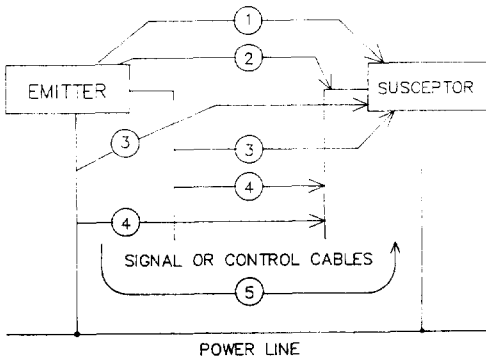 1
2
EMITTER
SUSCEPTOR
3
3
4
4
SIGNAL OR CONTROL CABLES
5
POWER LINE